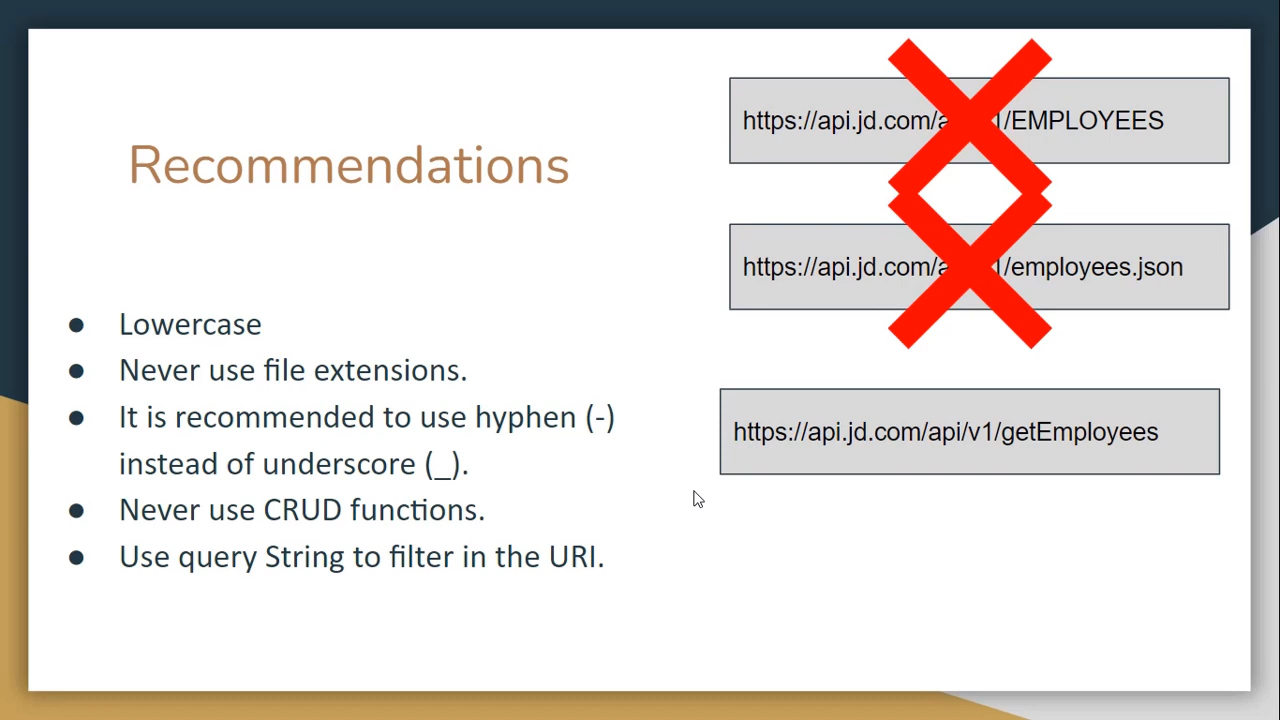 Recommendations
● Lowercase
● Never use file extensions.
● It is recommended to use hyphen (-)
instead of underscore (_).
● Never use CRUD functions.
● Use query String to filter in the URI.
https://api.jd.com/a 1/EMPLOYEES
https://api.jd.com/a 1/employees.json
https://api.jd.com/api/v1/getEmployees